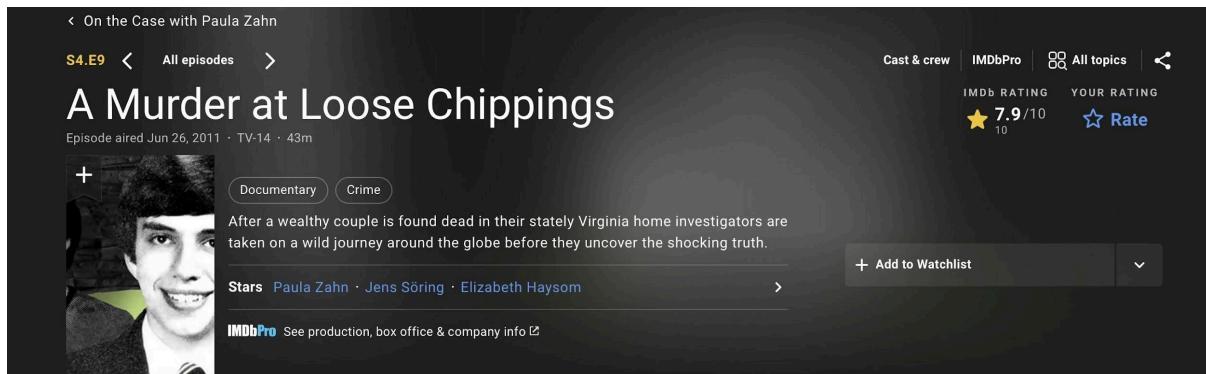 On the Case with Paula Zahn
S4.E9 All episodes Cast & crew IMDbPro All topics
A Murder at Loose Chippings
IMDb RATING YOUR RATING
7.9/10 Rate
10
Episode aired Jun 26, 2011 · TV-14 · 43m
Documentary Crime
After a wealthy couple is found dead in their stately Virginia home investigators are
taken on a wild journey around the globe before they uncover the shocking truth.
+ Add to Watchlist
Stars Paula Zahn · Jens Söring · Elizabeth Haysom
IMDbPro See production, box office & company info